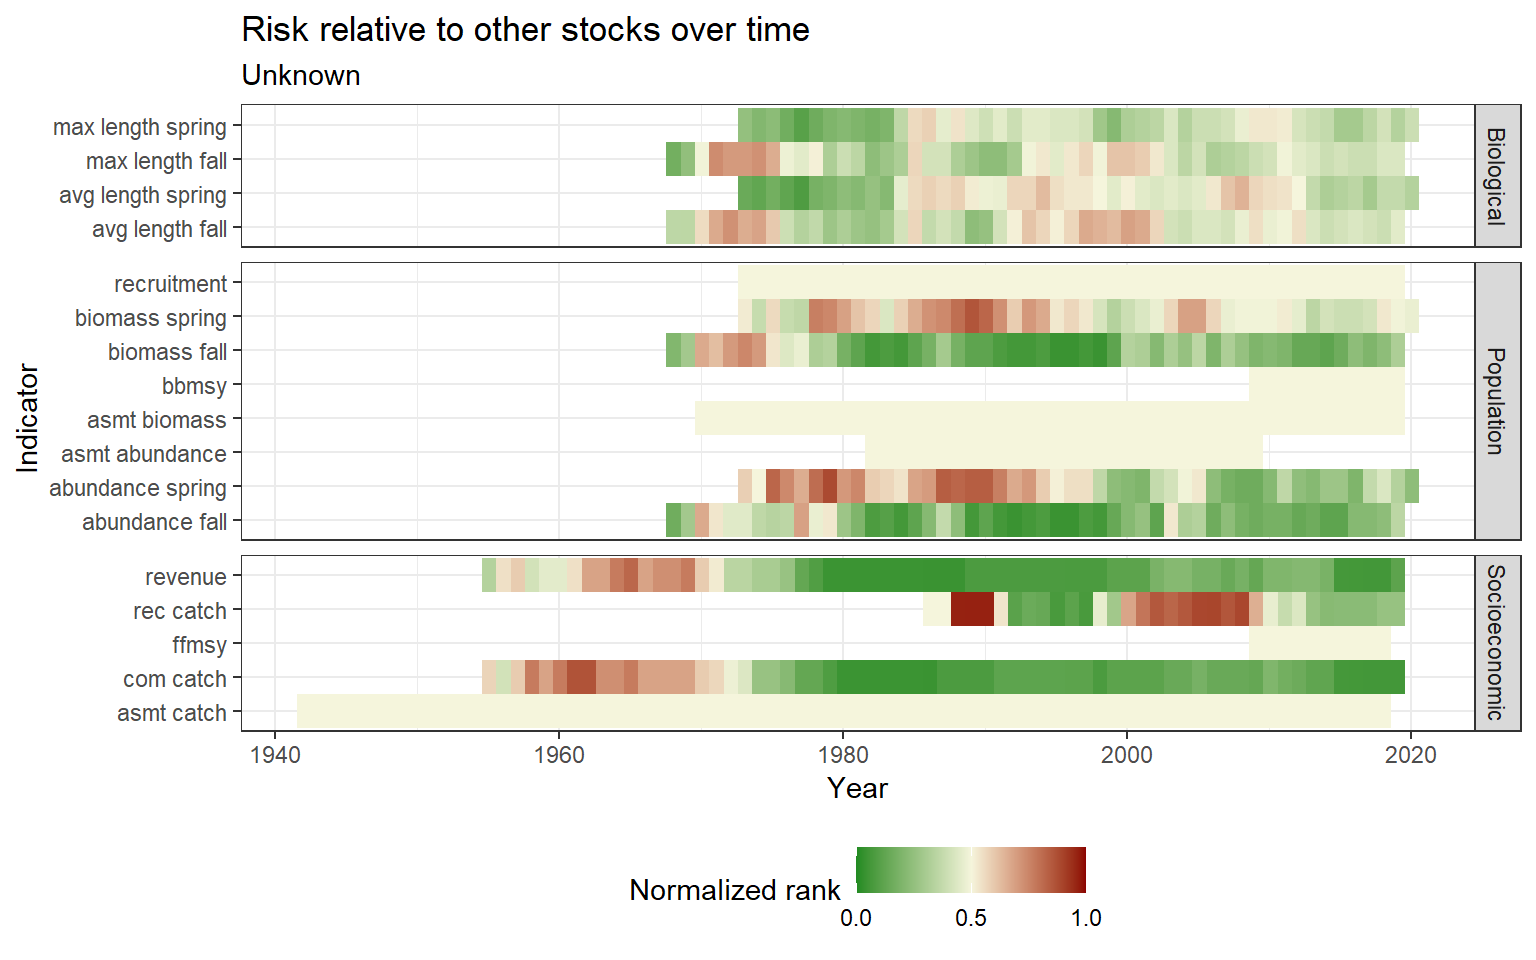 Risk relative to other stocks over time
Unknown
Indicator
max length spring
max length fall
avg length spring
avg length fall
Biological
recruitment
biomass spring
biomass fall
bbmsy
asmt biomass
asmt abundance
abundance spring
abundance fall
Population
revenue
rec catch
ffmsy
com catch
asmt catch
Socioeconomic
1940 1960 1980 2000 2020
Year
Normalized rank
0.0 0.5 1.0